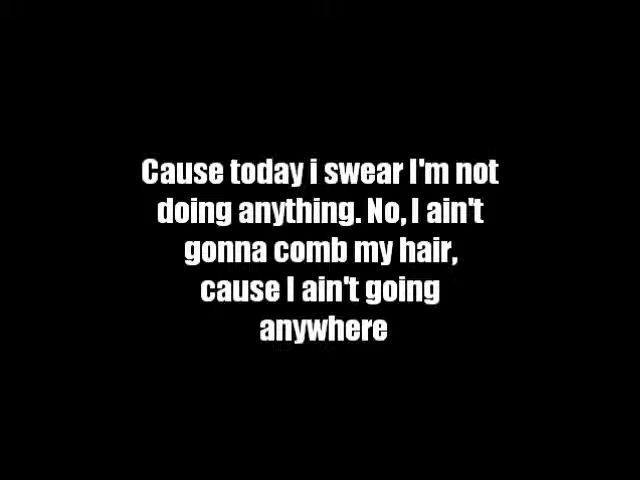 Cause today i swear I'm not
doing anything. No, I ain't
gonna comb my hair,
cause I ain't going
anywhere